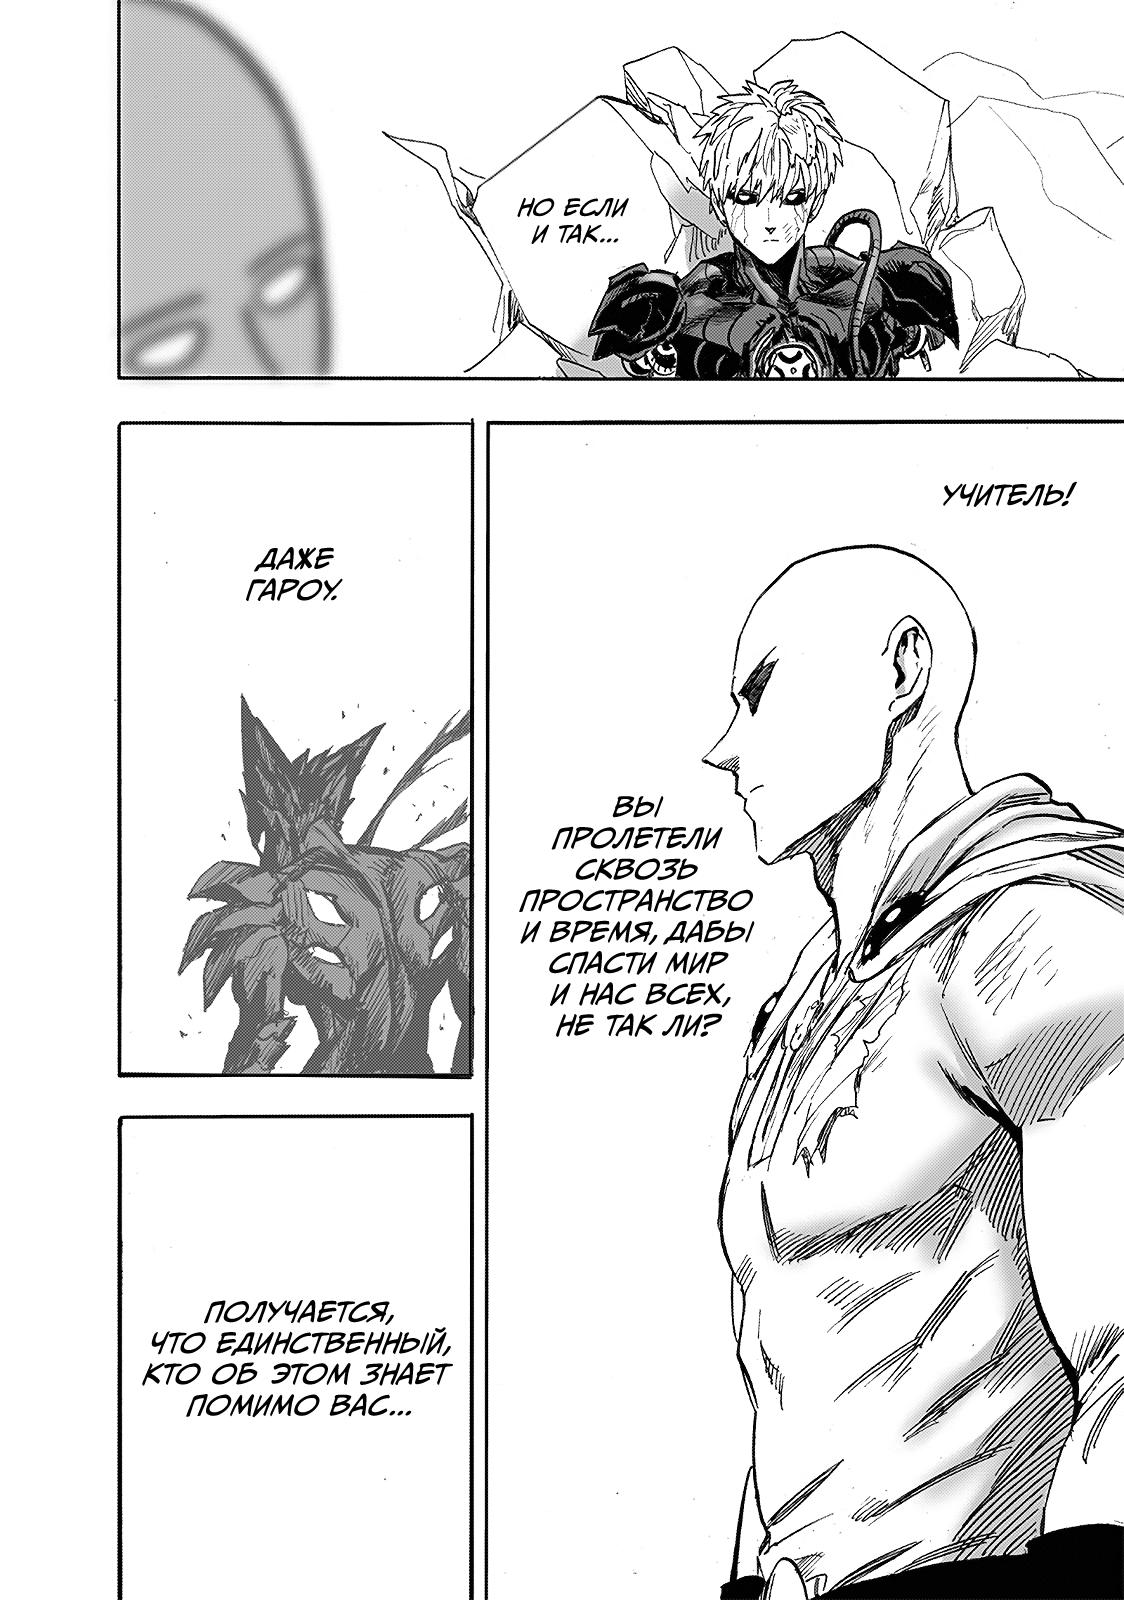 НО ЕСЛИ
И ТАК...
УЧИТЕЛЬ!
ВЫ
ПРОЛЕТЕЛИ
СКВОЗЬ
ПРОСТРАНСТВО
И ВРЕМЯ, ДАБЫ
СПАСТИ МИР
И НАС ВСЕХ,
НЕ ТАК ЛИ?
ДАЖЕ
ГАРОУ.
ПОЛУЧАЕТСЯ,
ЧТО ЕДИНСТВЕННЫЙ,
КТО ОБ ЭТОМ ЗНАЕТ
ПОМИМО ВАС...